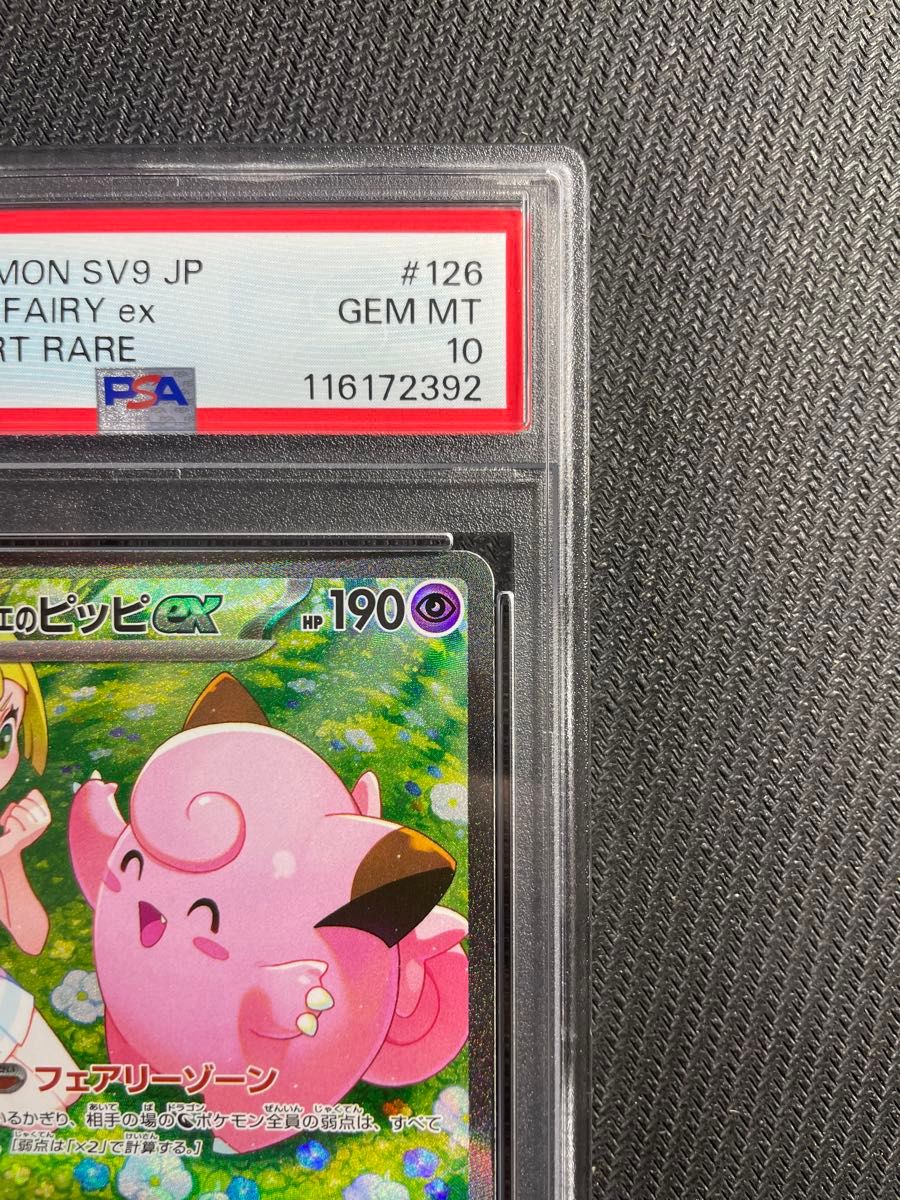 MON SV9 JP #126
FAIRY ex GEM MT
RT RARE 10
PSA 116172392
エのピッピex HP190
フェアリーゾーン
いるかぎり、相手の場のポケモン全員の弱点は、すべて
[弱点は「×2」で計算する。]